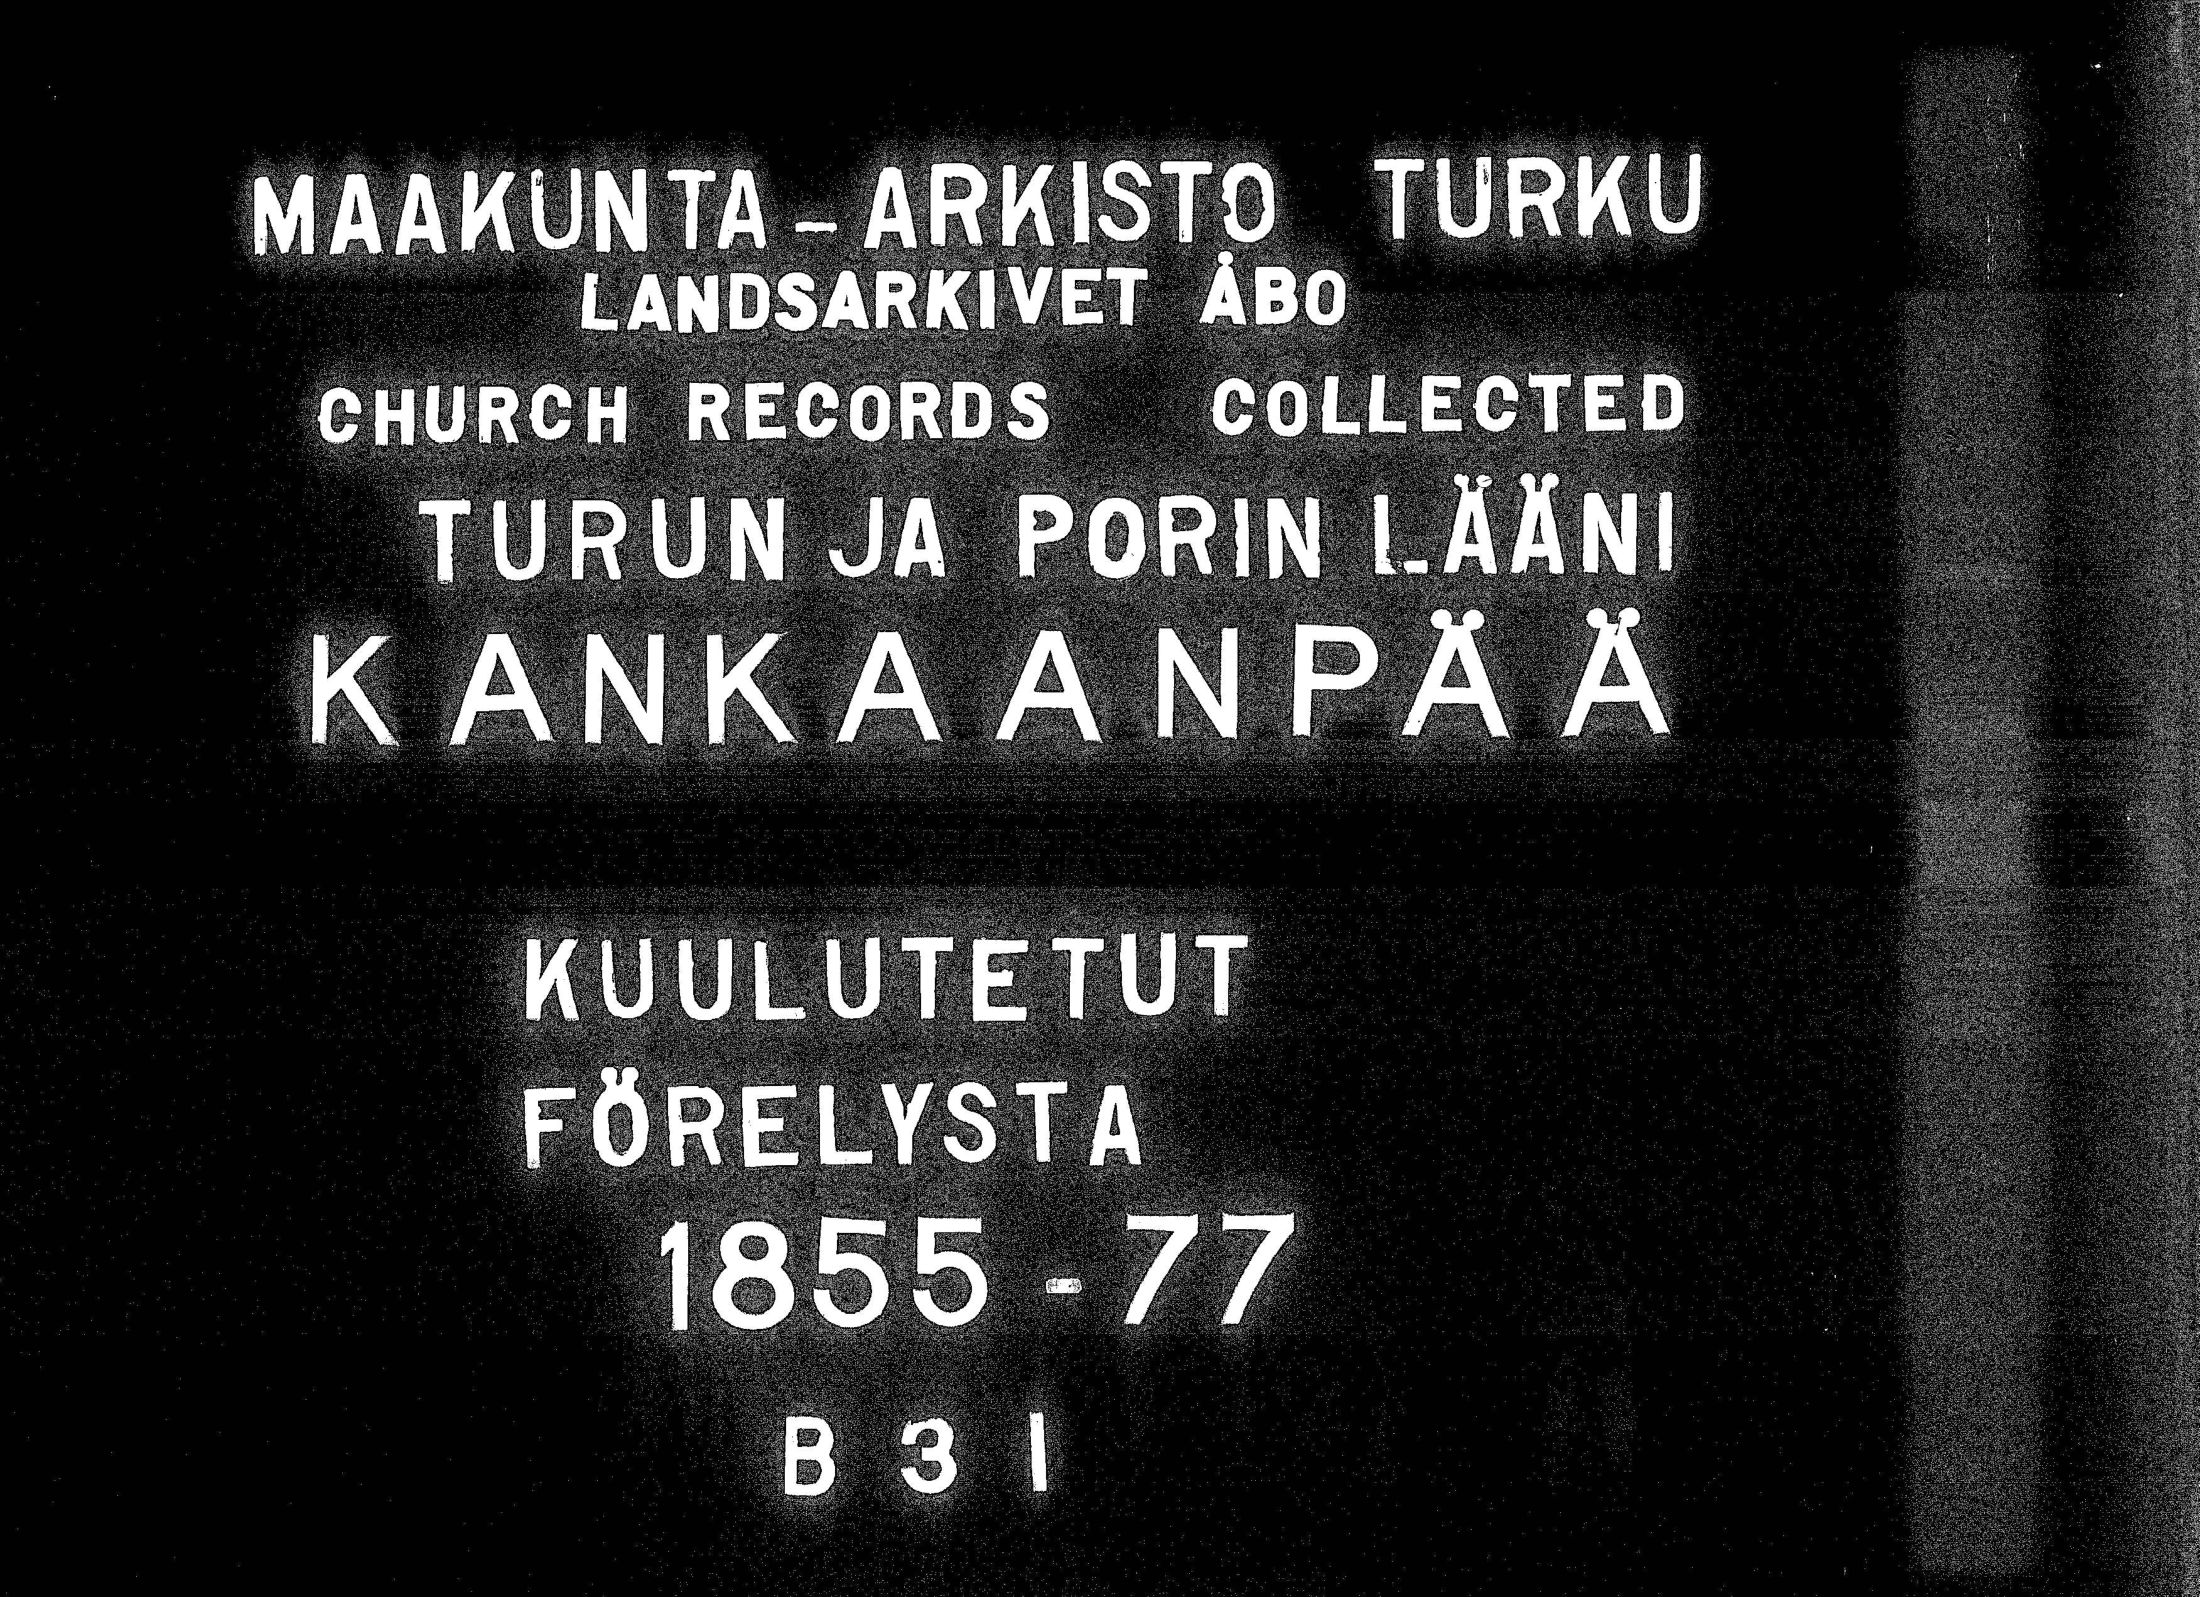 MAAKUNTA - ARKISTO TURKU
LANDSARKIVET ÅBO
CHURCH RECORDS COLLECTED
TURUN JA PORIN LÄÄNI
KANKAANPÄÄ
KUULUTETUT
FÖRELYSTA
1855 - 77
B 3 I